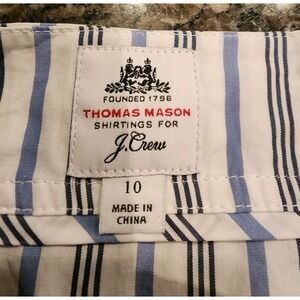 FOUNDED 1796
THOMAS MASON
SHIRTINGS FOR
J.Crew
10
MADE IN
CHINA